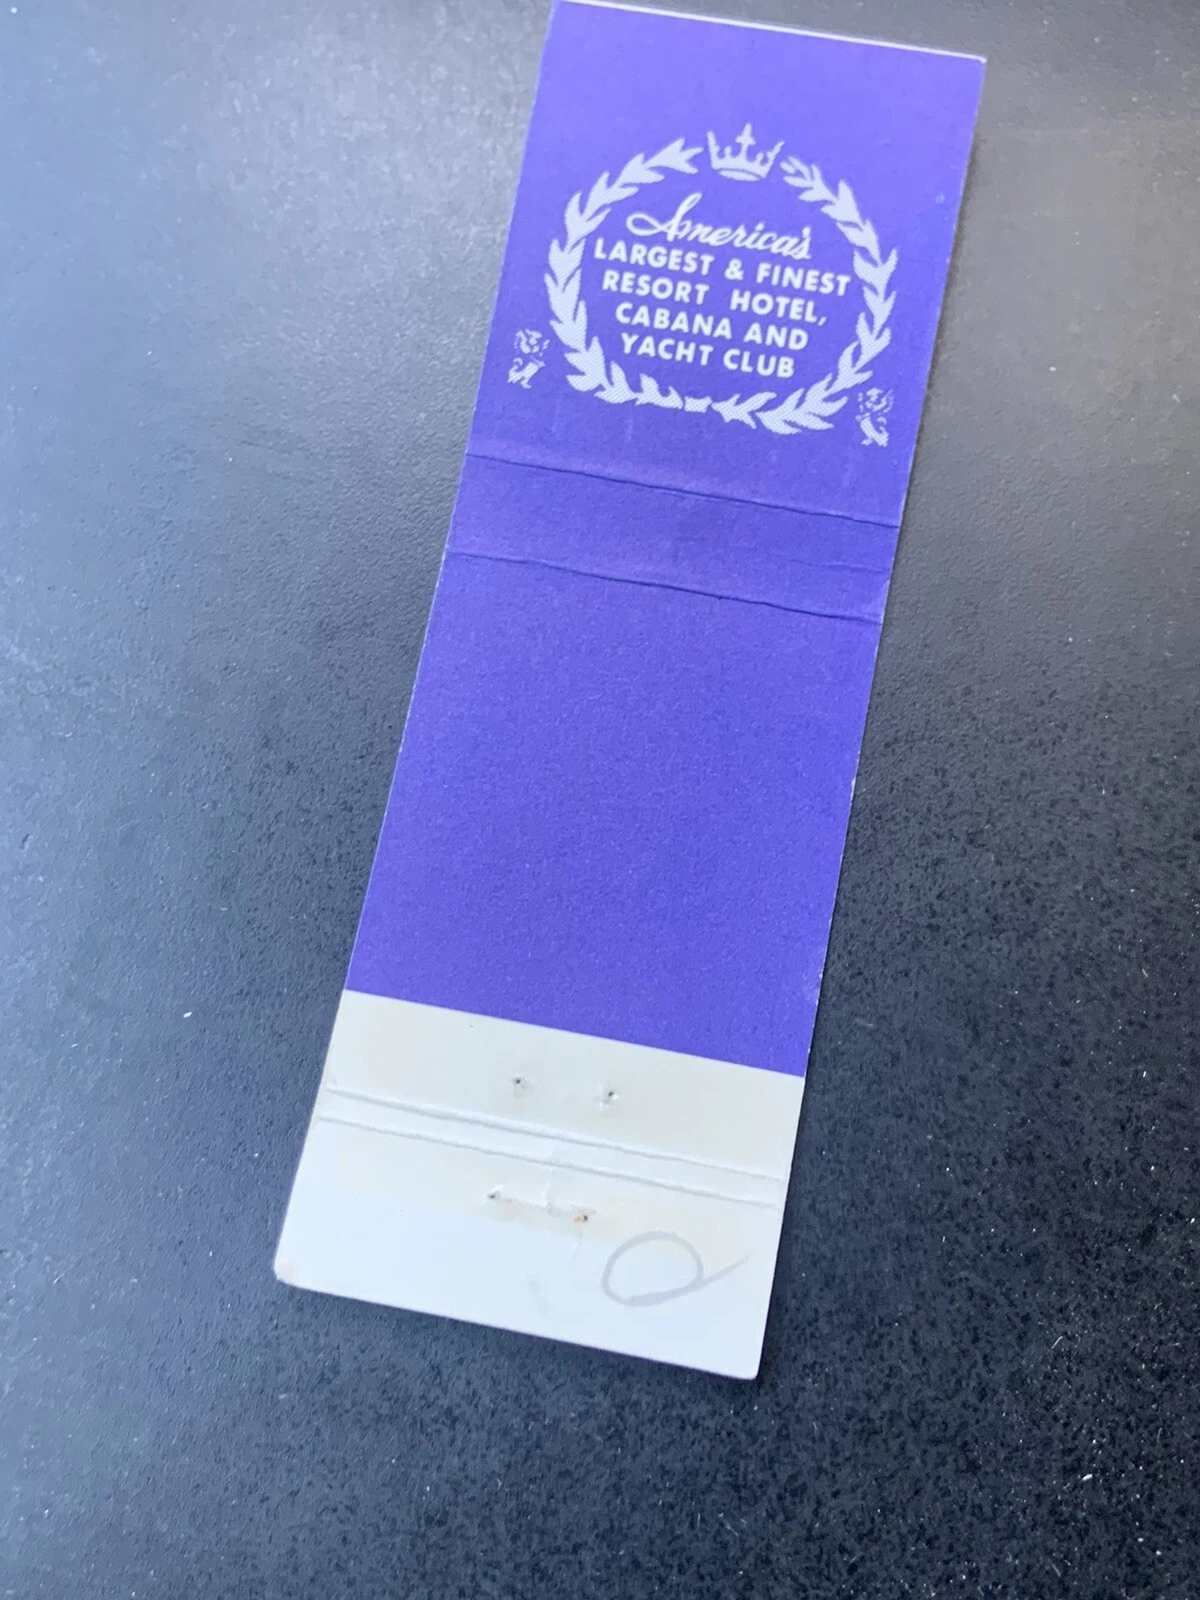 America's
LARGEST & FINEST
RESORT HOTEL,
CABANA AND
YACHT CLUB